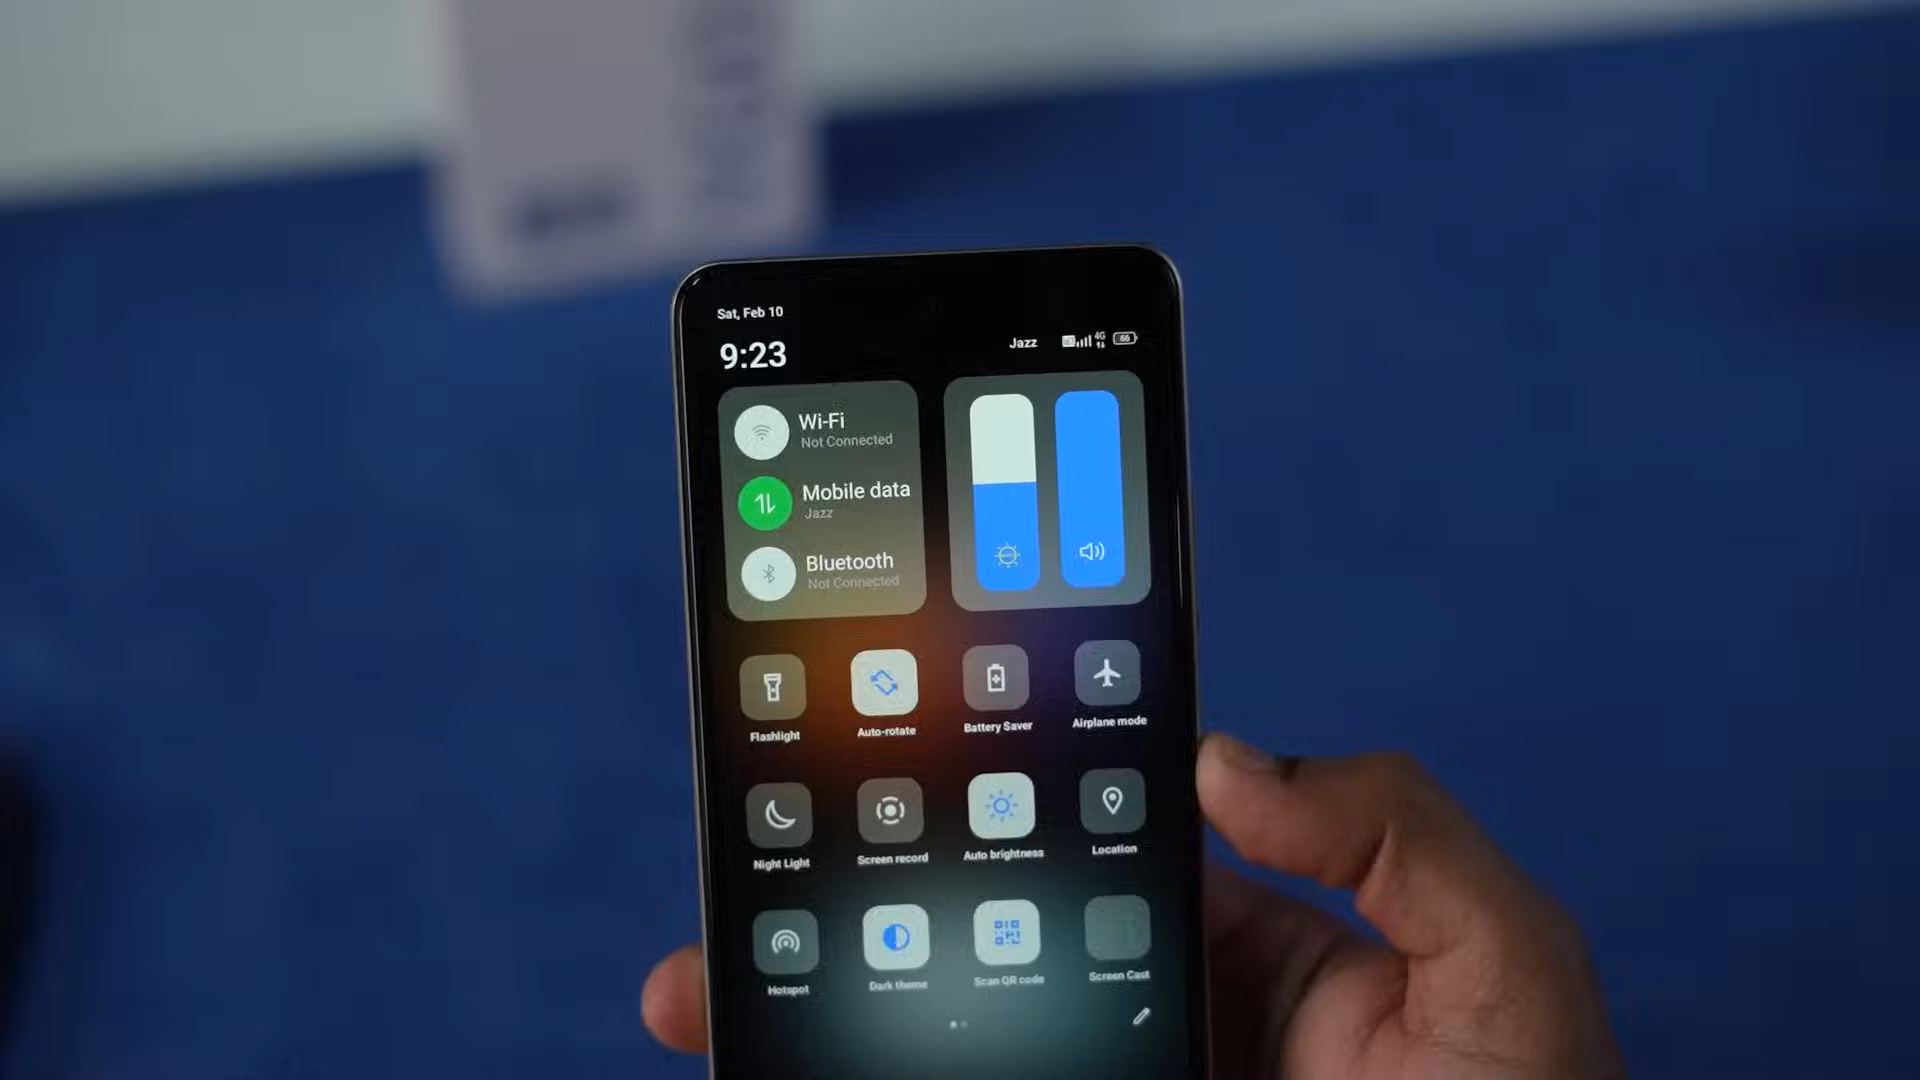 Sat, Feb 10
9:23
Jazz 4G 66
Wi-Fi
Not Connected
Mobile data
Jazz
Bluetooth
Not Connected
Flashlight Auto-rotate Battery Saver Airplane mode
Night Light Screen record Auto brightness Location
Hotspot Dark theme Scan QR code Screen Cast